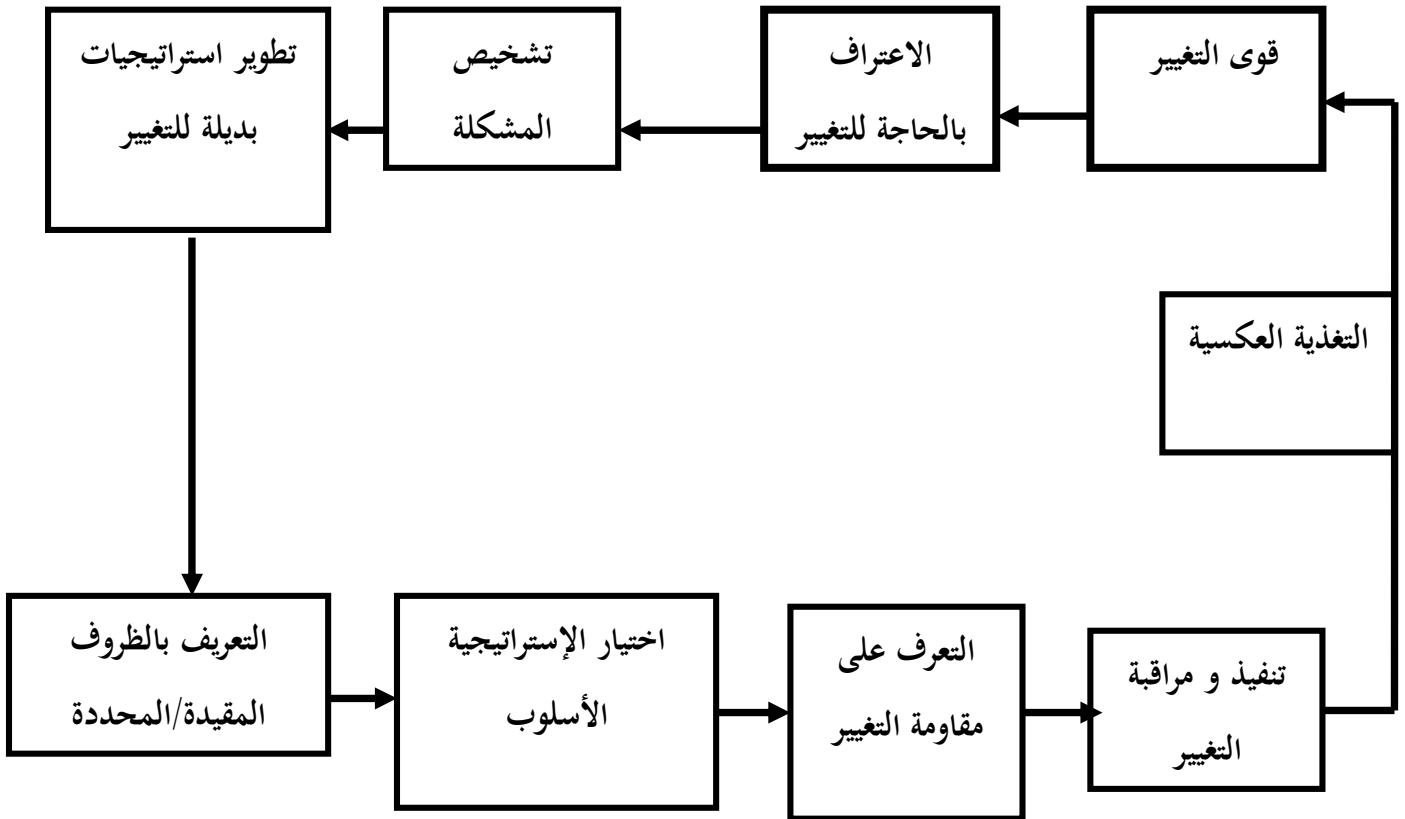 قوى التغيير
الاعتراف
بالحاجة للتغيير
تشخيص
المشكلة
تطوير استراتيجيات
بديلة للتغيير
التعريف بالظروف
المقيدة/المحددة
اختيار الإستراتيجية
الأسلوب
التعرف على
مقاومة التغيير
تنفيذ و مراقبة
التغيير
التغذية العكسية